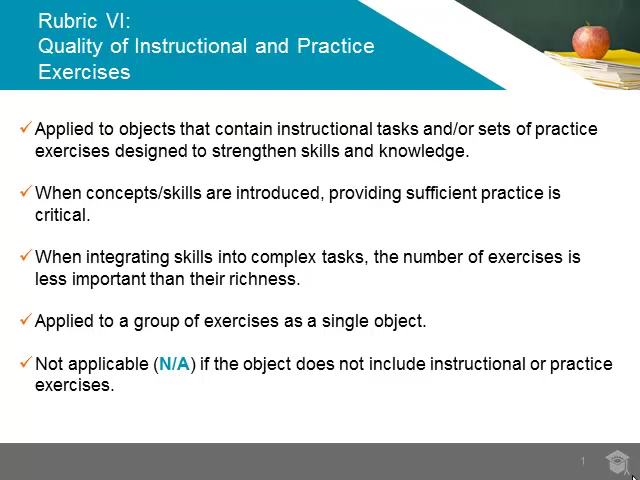 Rubric VI:
Quality of Instructional and Practice
Exercises
Applied to objects that contain instructional tasks and/or sets of practice
exercises designed to strengthen skills and knowledge.
When concepts/skills are introduced, providing sufficient practice is
critical.
When integrating skills into complex tasks, the number of exercises is
less important than their richness.
Applied to a group of exercises as a single object.
Not applicable (N/A) if the object does not include instructional or practice
exercises.
1